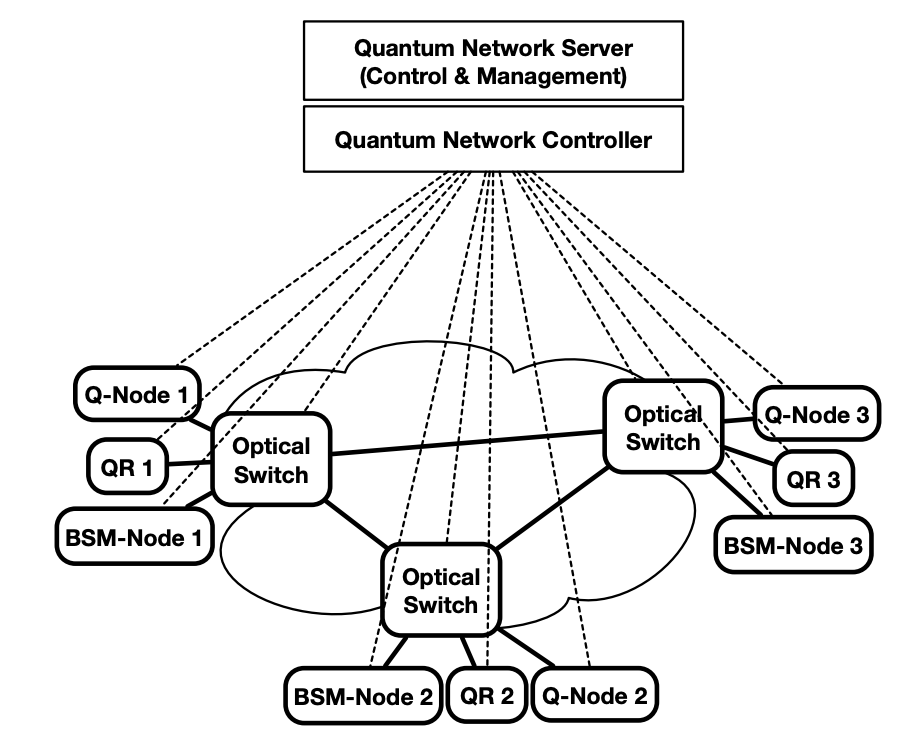 Quantum Network Server
(Control & Management)
Quantum Network Controller
Q-Node 1
QR 1
BSM-Node 1
Optical
Switch
Optical
Switch
Q-Node 3
QR 3
BSM-Node 3
Optical
Switch
BSM-Node 2
QR 2
Q-Node 2